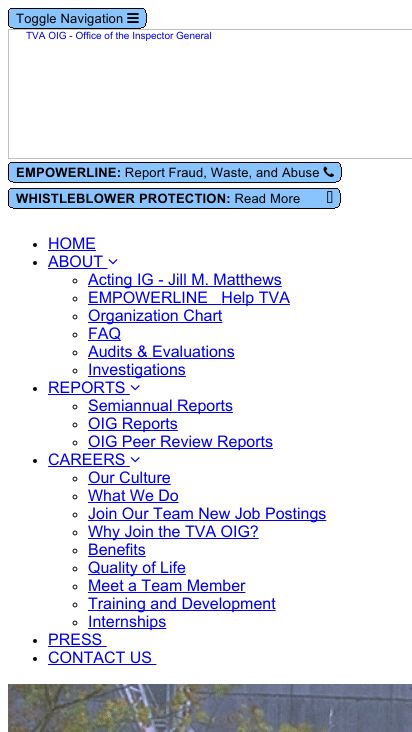 Toggle Navigation
TVA OIG - Office of the Inspector General
EMPOWERLINE: Report Fraud, Waste, and Abuse
WHISTLEBLOWER PROTECTION: Read More
HOME
ABOUT
Acting IG - Jill M. Matthews
EMPOWERLINE  Help TVA
Organization Chart
FAQ
Audits & Evaluations
Investigations
REPORTS
Semiannual Reports
OIG Reports
OIG Peer Review Reports
CAREERS
Our Culture
What We Do
Join Our Team New Job Postings
Why Join the TVA OIG?
Benefits
Quality of Life
Meet a Team Member
Training and Development
Internships
PRESS
CONTACT US